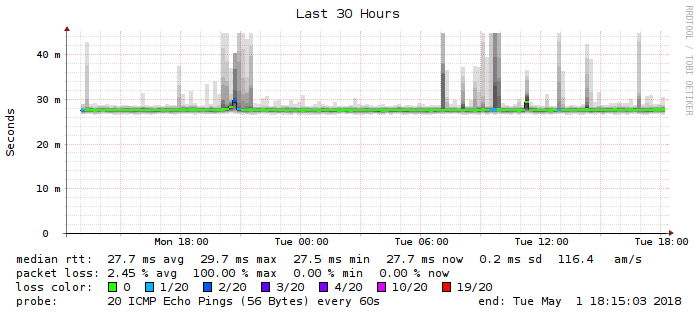 Last 30 Hours
RRDTOOL / TOBI OETIKER
Seconds
40 m
30 m
20 m
10 m
0
Mon 18:00 Tue 00:00 Tue 06:00 Tue 12:00 Tue 18:00
median rtt: 27.7 ms avg 29.7 ms max 27.5 ms min 27.7 ms now 0.2 ms sd 116.4 am/s
packet loss: 2.45 % avg 100.00 % max 0.00 % min 0.00 % now
loss color: 0 1/20 2/20 3/20 4/20 10/20 19/20
probe: 20 ICMP Echo Pings (56 Bytes) every 60s end: Tue May 1 18:15:03 2018